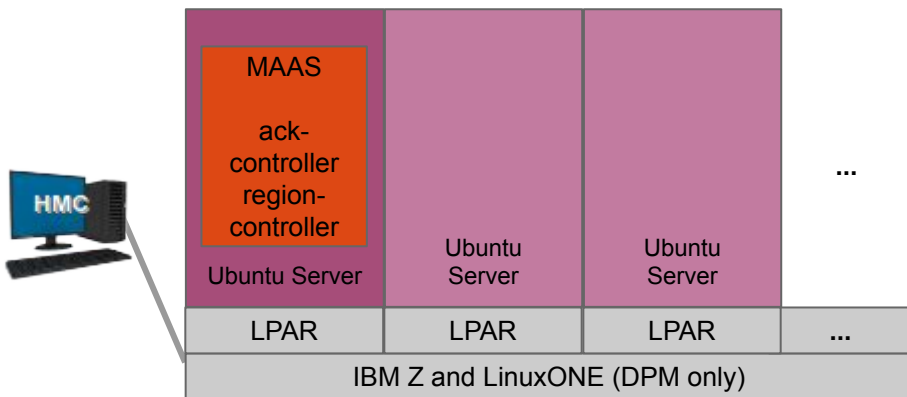 MAAS
ack-
controller
region-
controller
HMC
...
Ubuntu Server
Ubuntu
Server
Ubuntu
Server
LPAR
LPAR
LPAR
...
IBM Z and LinuxONE (DPM only)